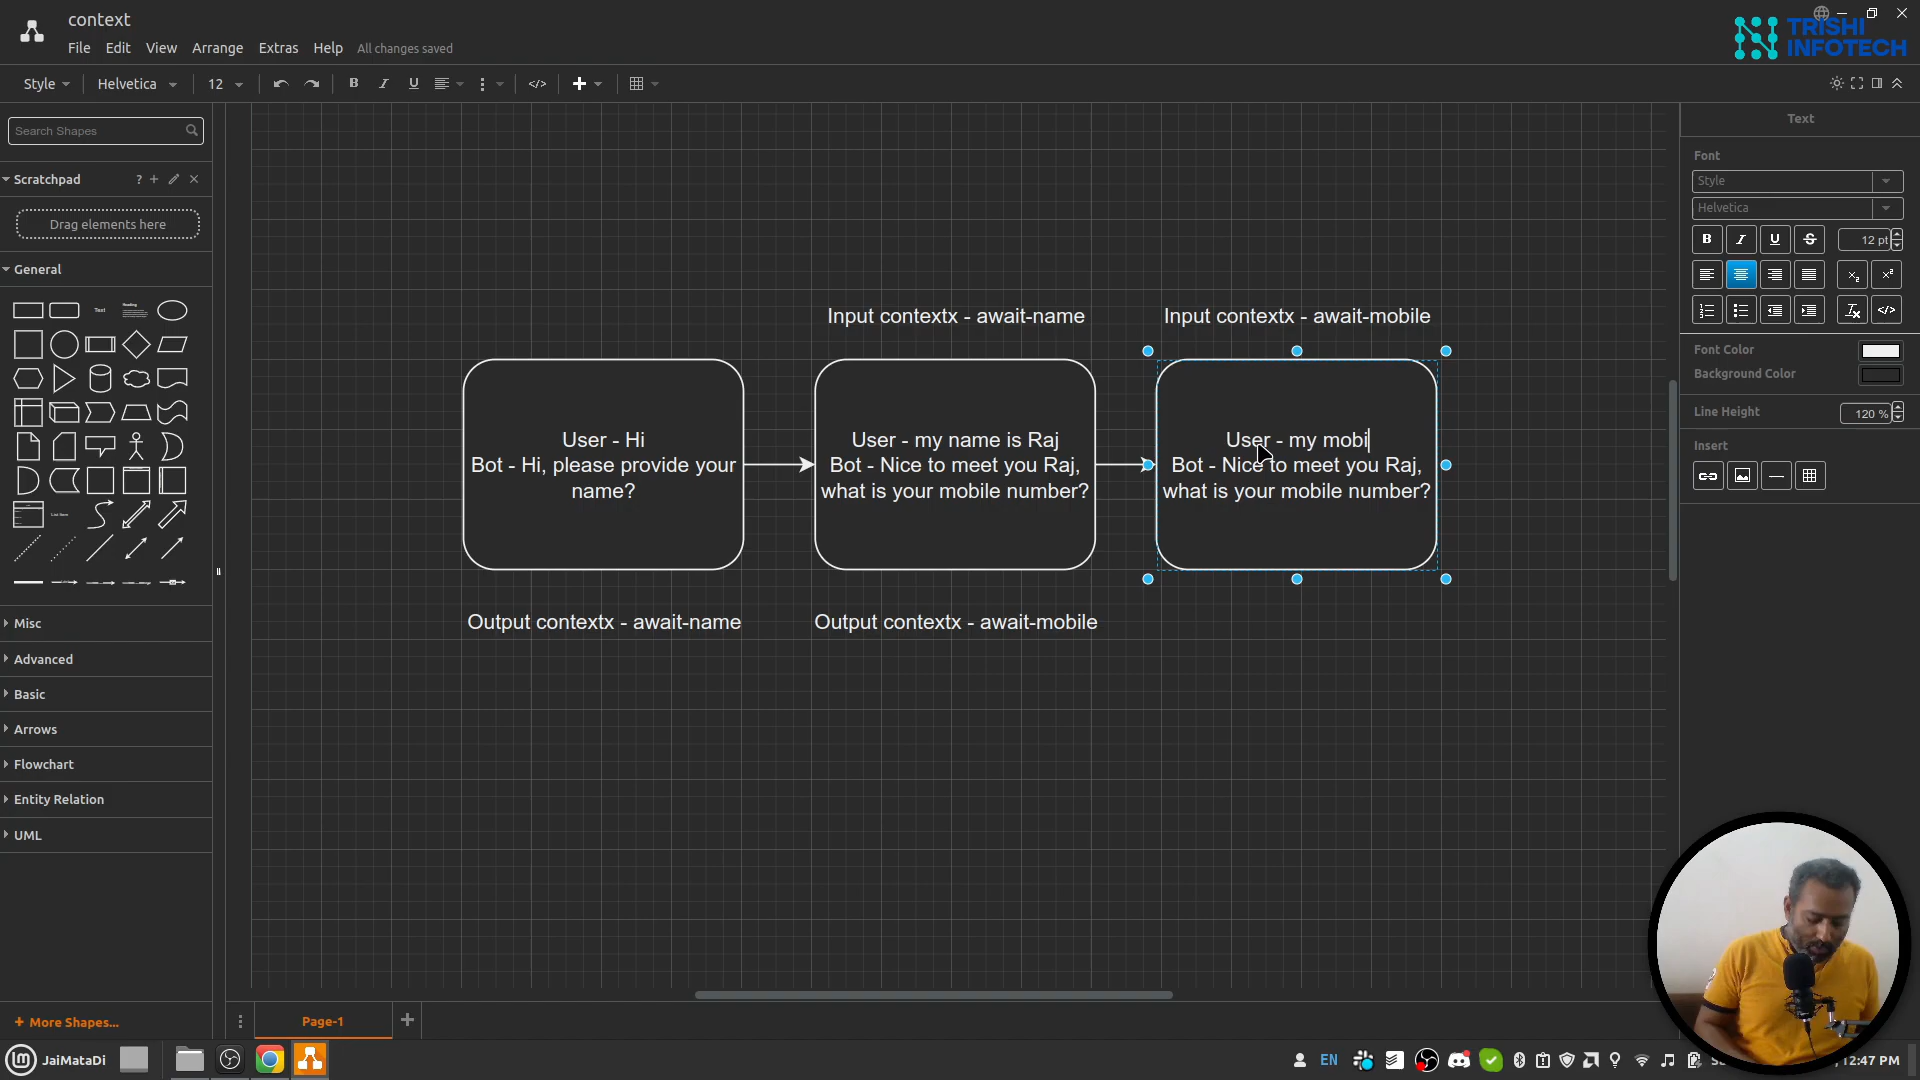 context
TRISHI
INFOTECH
File Edit View Arrange Extras Help All changes saved
Style Helvetica 12 B I U
Search Shapes
Scratchpad
Drag elements here
General
Text
Heading
List Item
Misc
Advanced
Basic
Arrows
Flowchart
Entity Relation
UML
+ More Shapes...
Input contextx - await-name
Input contextx - await-mobile
User - Hi
Bot - Hi, please provide your
name?
User - my name is Raj
Bot - Nice to meet you Raj,
what is your mobile number?
User - my mobi
Bot - Nice to meet you Raj,
what is your mobile number?
Output contextx - await-name
Output contextx - await-mobile
Text
Font
Style
Helvetica
B I U S 12 pt
Font Color
Background Color
Line Height 120 %
Insert
Page-1
JaiMataDi
EN
12:47 PM